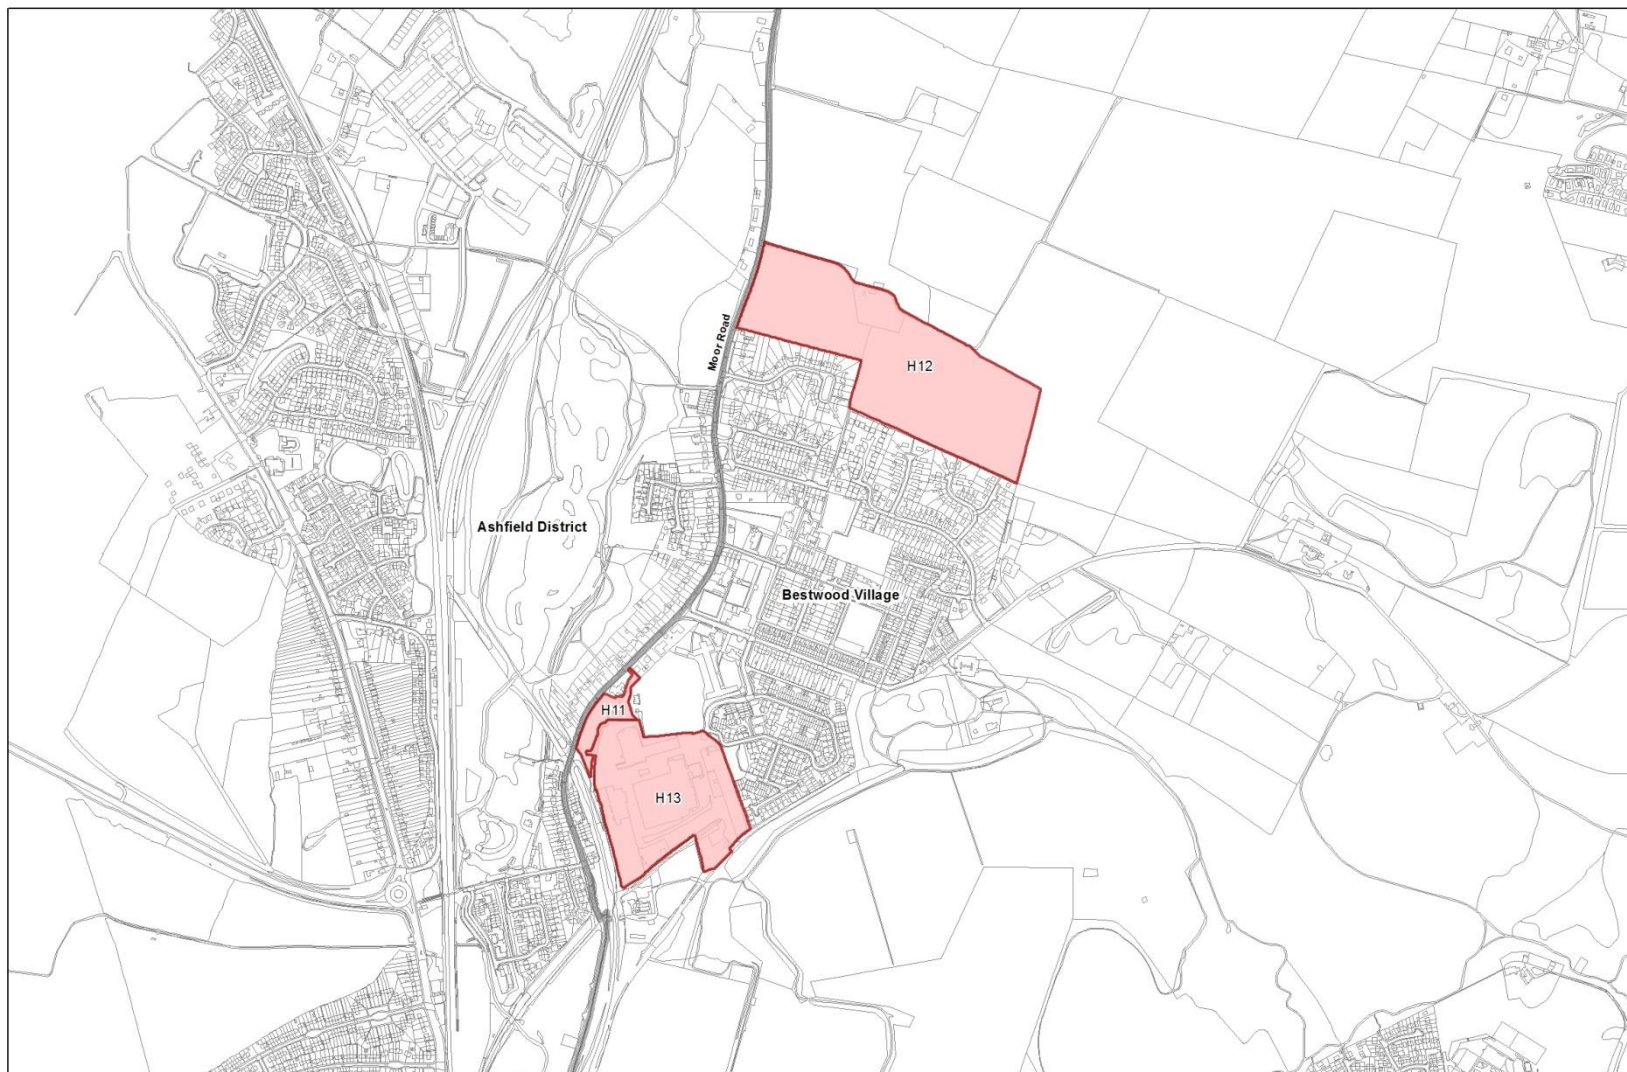 Moor Road
H12
Ashfield District
Bestwood Village
H11
H13